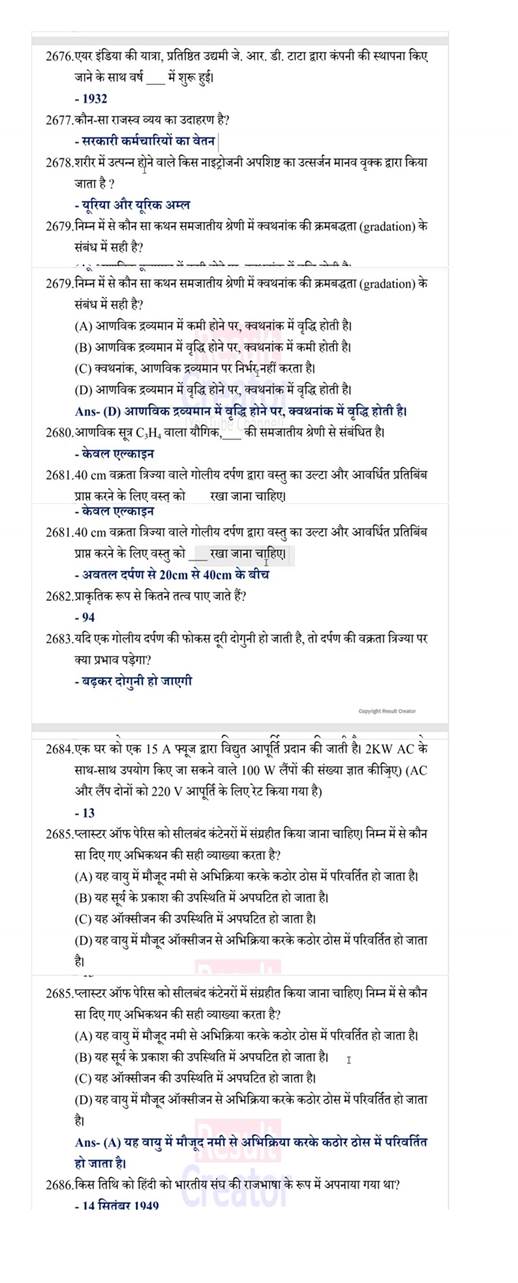 2676.एयर इंडिया की यात्रा, प्रतिष्ठित उद्यमी जे. आर. डी. टाटा द्वारा कंपनी की स्थापना किए
जाने के साथ वर्ष ___ में शुरू हुई।
- 1932
2677.कौन-सा राजस्व व्यय का उदाहरण है?
- सरकारी कर्मचारियों का वेतन
2678.शरीर में उत्पन्न होने वाले किस नाइट्रोजनी अपशिष्ट का उत्सर्जन मानव वृक्क द्वारा किया
जाता है ?
- यूरिया और यूरिक अम्ल
2679.निम्न में से कौन सा कथन समजातीय श्रेणी में क्वथनांक की क्रमबद्धता (gradation) के
संबंध में सही है?
2679.निम्न में से कौन सा कथन समजातीय श्रेणी में क्वथनांक की क्रमबद्धता (gradation) के
संबंध में सही है?
(A) आणविक द्रव्यमान में कमी होने पर, क्वथनांक में वृद्धि होती है।
(B) आणविक द्रव्यमान में वृद्धि होने पर, क्वथनांक में कमी होती है।
(C) क्वथनांक, आणविक द्रव्यमान पर निर्भर नहीं करता है।
(D) आणविक द्रव्यमान में वृद्धि होने पर, क्वथनांक में वृद्धि होती है।
Ans- (D) आणविक द्रव्यमान में वृद्धि होने पर, क्वथनांक में वृद्धि होती है।
2680.आणविक सूत्र C₃H₄ वाला यौगिक,___ की समजातीय श्रेणी से संबंधित है।
- केवल एल्काइन
2681.40 cm वक्रता त्रिज्या वाले गोलीय दर्पण द्वारा वस्तु का उल्टा और आवर्धित प्रतिबिंब
प्राप्त करने के लिए वस्तु को रखा जाना चाहिए।
- केवल एल्काइन
2681.40 cm वक्रता त्रिज्या वाले गोलीय दर्पण द्वारा वस्तु का उल्टा और आवर्धित प्रतिबिंब
प्राप्त करने के लिए वस्तु को ___ रखा जाना चाहिए।
- अवतल दर्पण से 20cm से 40cm के बीच
2682.प्राकृतिक रूप से कितने तत्व पाए जाते हैं?
- 94
2683.यदि एक गोलीय दर्पण की फोकस दूरी दोगुनी हो जाती है, तो दर्पण की वक्रता त्रिज्या पर
क्या प्रभाव पड़ेगा?
- बढ़कर दोगुनी हो जाएगी
Copyright Result Creator
2684.एक घर को एक 15 A फ्यूज द्वारा विद्युत आपूर्ति प्रदान की जाती है। 2KW AC के
साथ-साथ उपयोग किए जा सकने वाले 100 W लैंपों की संख्या ज्ञात कीजिए) (AC
और लैंप दोनों को 220 V आपूर्ति के लिए रेट किया गया है)
- 13
2685.प्लास्टर ऑफ पेरिस को सीलबंद कंटेनरों में संग्रहीत किया जाना चाहिए। निम्न में से कौन
सा दिए गए अभिकथन की सही व्याख्या करता है?
(A) यह वायु में मौजूद नमी से अभिक्रिया करके कठोर ठोस में परिवर्तित हो जाता है।
(B) यह सूर्य के प्रकाश की उपस्थिति में अपघटित हो जाता है।
(C) यह ऑक्सीजन की उपस्थिति में अपघटित हो जाता है।
(D) यह वायु में मौजूद ऑक्सीजन से अभिक्रिया करके कठोर ठोस में परिवर्तित हो जाता
है।
2685.प्लास्टर ऑफ पेरिस को सीलबंद कंटेनरों में संग्रहीत किया जाना चाहिए। निम्न में से कौन
सा दिए गए अभिकथन की सही व्याख्या करता है?
(A) यह वायु में मौजूद नमी से अभिक्रिया करके कठोर ठोस में परिवर्तित हो जाता है।
(B) यह सूर्य के प्रकाश की उपस्थिति में अपघटित हो जाता है।
(C) यह ऑक्सीजन की उपस्थिति में अपघटित हो जाता है।
(D) यह वायु में मौजूद ऑक्सीजन से अभिक्रिया करके कठोर ठोस में परिवर्तित हो जाता
है।
Ans- (A) यह वायु में मौजूद नमी से अभिक्रिया करके कठोर ठोस में परिवर्तित
हो जाता है।
2686.किस तिथि को हिंदी को भारतीय संघ की राजभाषा के रूप में अपनाया गया था?
- 14 सितंबर 1949